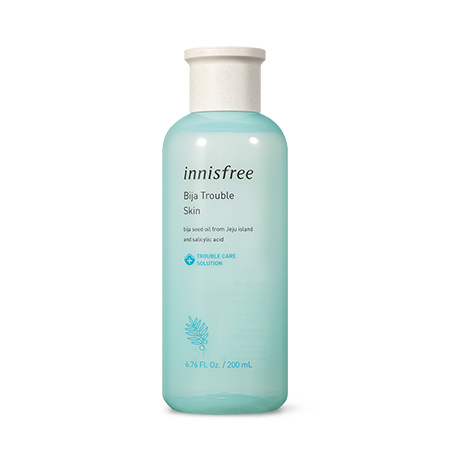 innisfree
Bija Trouble
Skin
bija seed oil from Jeju island
and salicylic acid
TROUBLE CARE
SOLUTION
6.76 Fl. Oz. / 200 mL